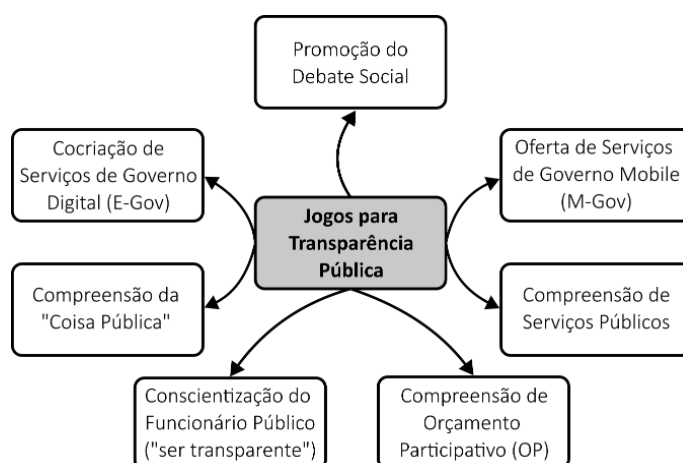 Promoção do
Debate Social
Cocriação de
Serviços de Governo
Digital (E-Gov)
Oferta de Serviços
de Governo Mobile
(M-Gov)
Jogos para
Transparência
Pública
Compreensão da
"Coisa Pública"
Compreensão de
Serviços Públicos
Conscientização do
Funcionário Público
("ser transparente")
Compreensão de
Orçamento
Participativo (OP)